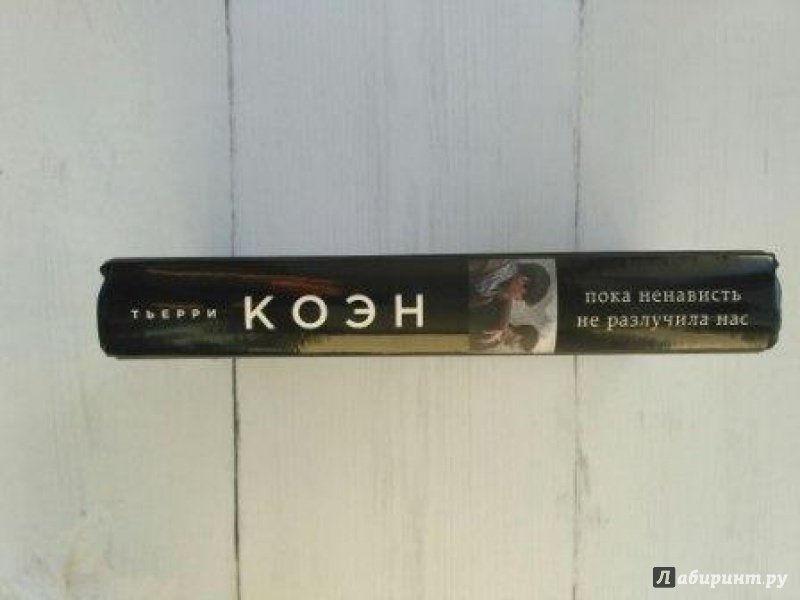 ТЬЕРРИ КОЭН
пока ненависть
не разлучила нас
Лабиринт.ру